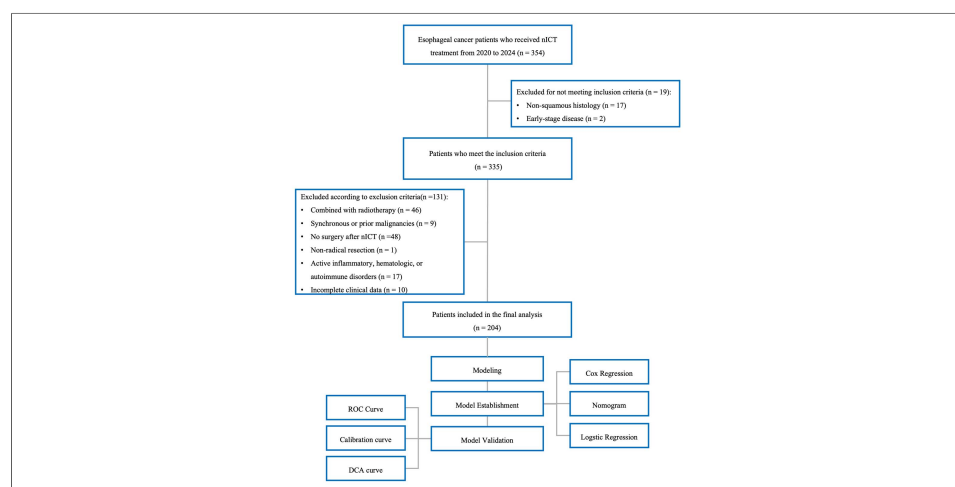 Esophageal cancer patients who received nICT
treatment from 2020 to 2024 (n = 354)
Excluded for not meeting inclusion criteria (n = 19):
• Non-squamous histology (n = 17)
• Early-stage disease (n = 2)
Patients who meet the inclusion criteria
(n = 335)
Excluded according to exclusion criteria(n =131):
• Combined with radiotherapy (n = 46)
• Synchronous or prior malignancies (n = 9)
• No surgery after nICT (n =48)
• Non-radical resection (n = 1)
• Active inflammatory, hematologic, or
autoimmune disorders (n = 17)
• Incomplete clinical data (n = 10)
Patients included in the final analysis
(n = 204)
Modeling
Model Establishment
Cox Regression
Nomogram
Logstic Regression
Model Validation
ROC Curve
Calibration curve
DCA curve